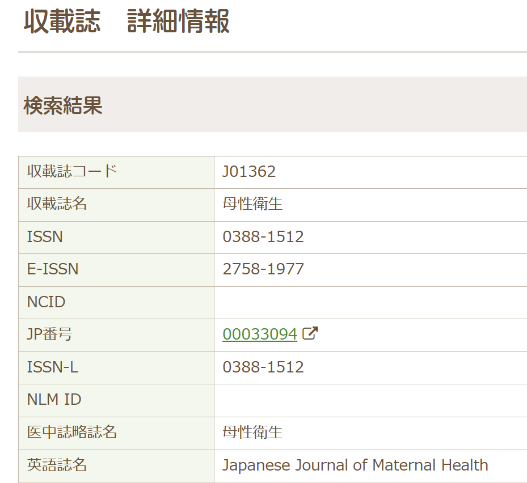 収載誌　詳細情報
検索結果
収載誌コード J01362
収載誌名 母性衛生
ISSN 0388-1512
E-ISSN 2758-1977
NCID
JP番号 00033094
ISSN-L 0388-1512
NLM ID
医中誌略誌名 母性衛生
英語誌名 Japanese Journal of Maternal Health